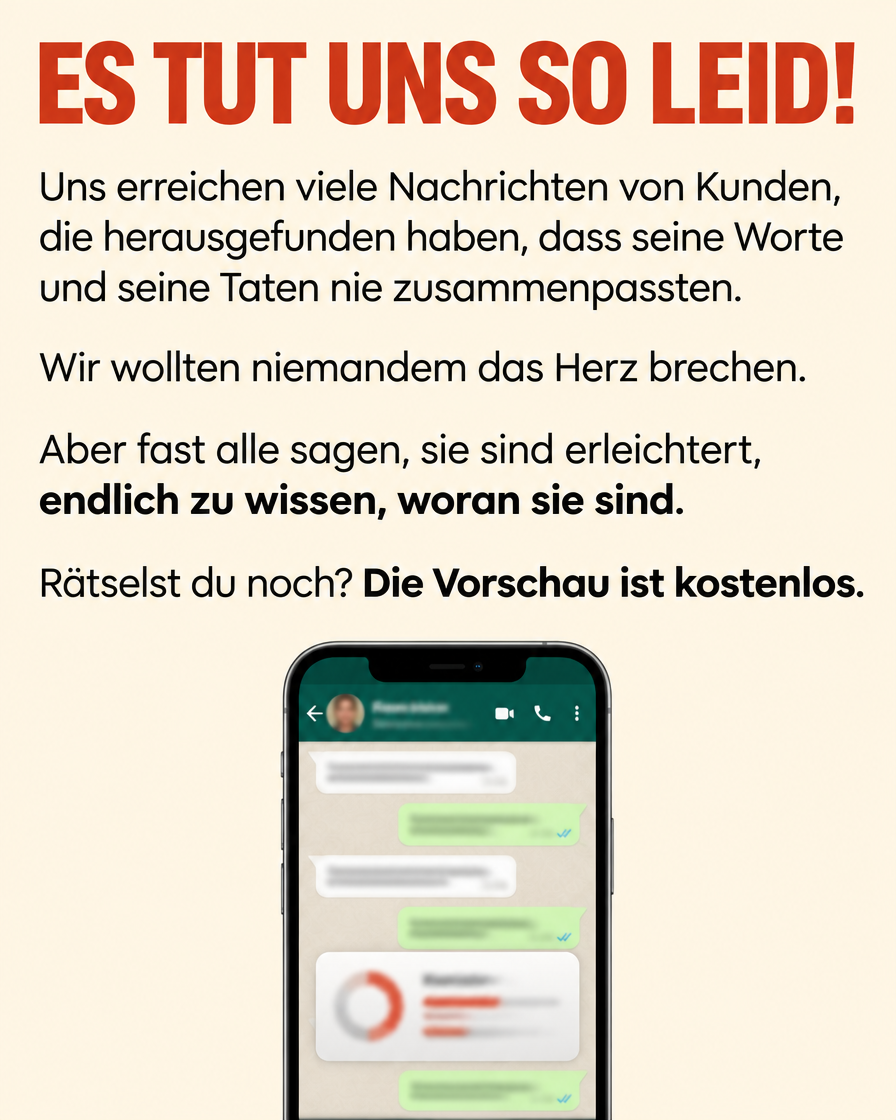 ES TUT UNS SO LEID!
Uns erreichen viele Nachrichten von Kunden,
die herausgefunden haben, dass seine Worte
und seine Taten nie zusammenpassten.
Wir wollten niemandem das Herz brechen.
Aber fast alle sagen, sie sind erleichtert,
endlich zu wissen, woran sie sind.
Rätselst du noch? Die Vorschau ist kostenlos.